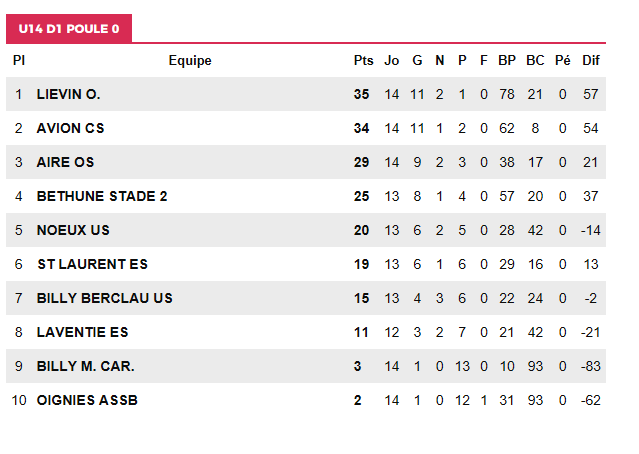 U14 D1 POULE 0
Pl Equipe Pts Jo G N P F BP BC Pé Dif
1 LIEVIN O. 35 14 11 2 1 0 78 21 0 57
2 AVION CS 34 14 11 1 2 0 62 8 0 54
3 AIRE OS 29 14 9 2 3 0 38 17 0 21
4 BETHUNE STADE 2 25 13 8 1 4 0 57 20 0 37
5 NOEUX US 20 13 6 2 5 0 28 42 0 -14
6 ST LAURENT ES 19 13 6 1 6 0 29 16 0 13
7 BILLY BERCLAU US 15 13 4 3 6 0 22 24 0 -2
8 LAVENTIE ES 11 12 3 2 7 0 21 42 0 -21
9 BILLY M. CAR. 3 14 1 0 13 0 10 93 0 -83
10 OIGNIES ASSB 2 14 1 0 12 1 31 93 0 -62